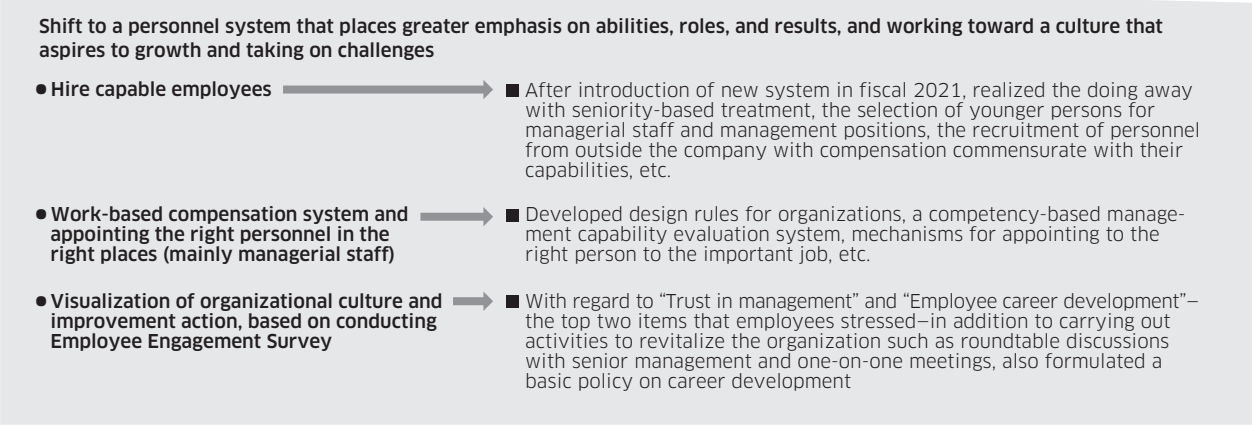 Shift to a personnel system that places greater emphasis on abilities, roles, and results, and working toward a culture that
aspires to growth and taking on challenges
● Hire capable employees
■ After introduction of new system in fiscal 2021, realized the doing away
with seniority-based treatment, the selection of younger persons for
managerial staff and management positions, the recruitment of personnel
from outside the company with compensation commensurate with their
capabilities, etc.
● Work-based compensation system and
appointing the right personnel in the
right places (mainly managerial staff)
■ Developed design rules for organizations, a competency-based manage-
ment capability evaluation system, mechanisms for appointing to the
right person to the important job, etc.
● Visualization of organizational culture and
improvement action, based on conducting
Employee Engagement Survey
■ With regard to “Trust in management” and “Employee career development”—
the top two items that employees stressed—in addition to carrying out
activities to revitalize the organization such as roundtable discussions
with senior management and one-on-one meetings, also formulated a
basic policy on career development